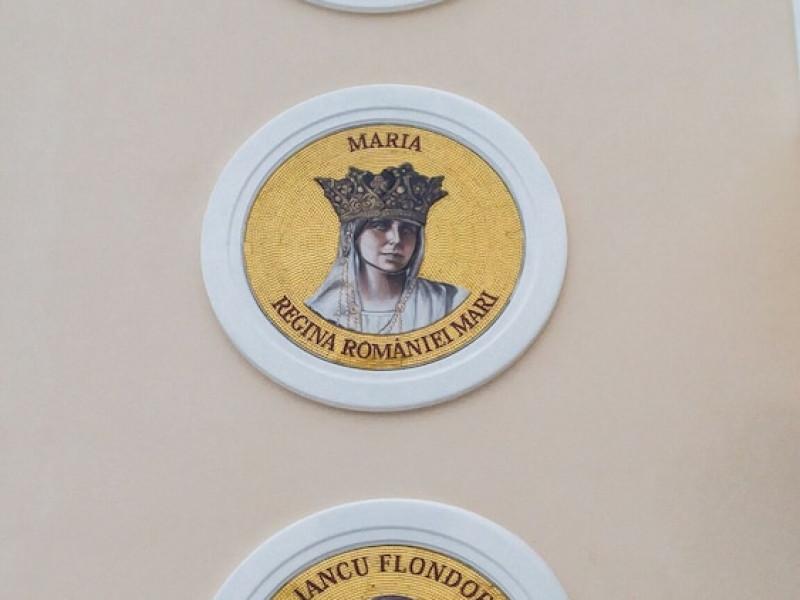 MARIA
REGINA ROMÂNIEI MARI
IANCU FLONDOR